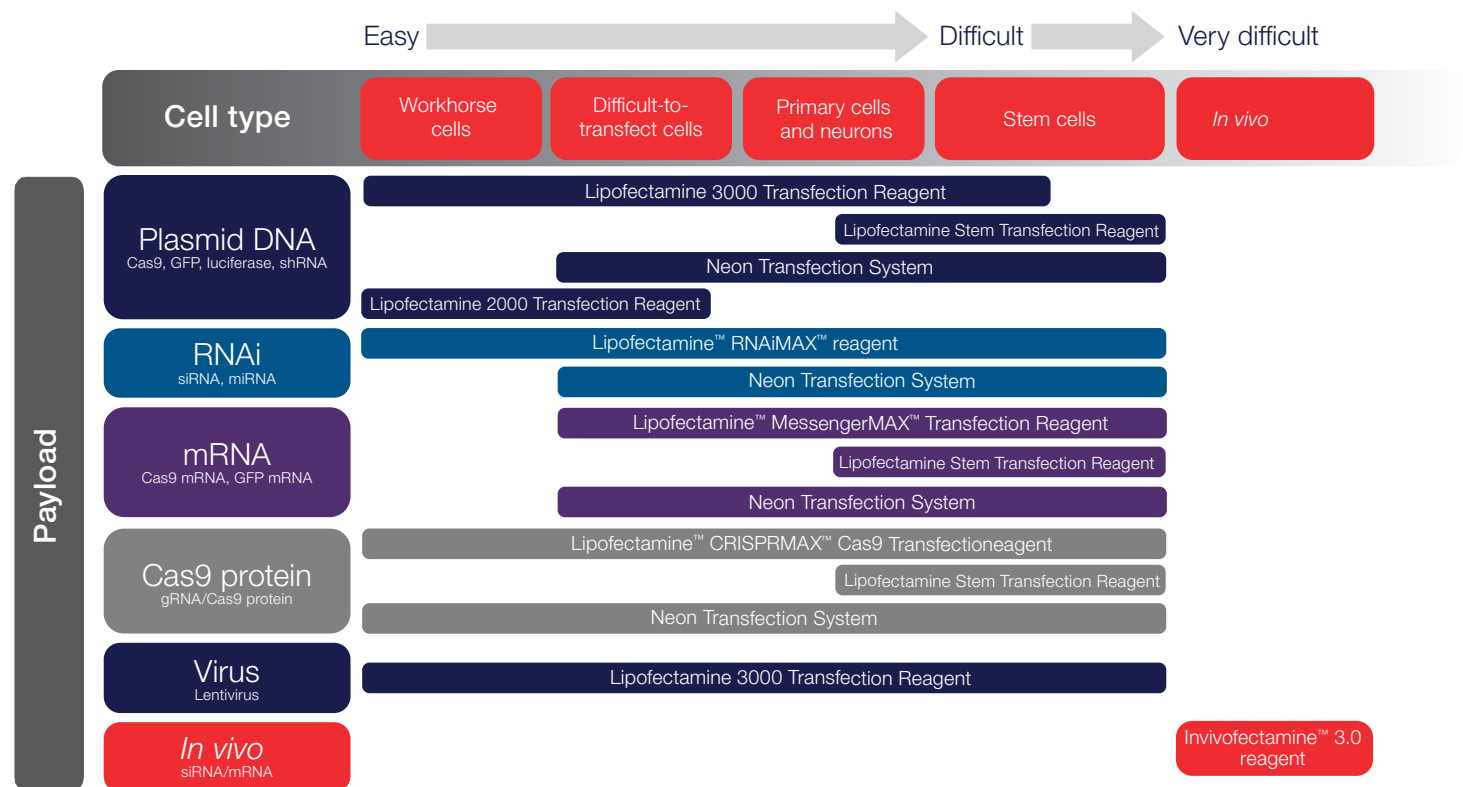 Easy
Difficult
Very difficult
Cell type
Workhorse
cells
Difficult-to-
transfect cells
Primary cells
and neurons
Stem cells
In vivo
Payload
Plasmid DNA
Cas9, GFP, luciferase, shRNA
Lipofectamine 3000 Transfection Reagent
Lipofectamine Stem Transfection Reagent
Neon Transfection System
Lipofectamine 2000 Transfection Reagent
RNAi
siRNA, miRNA
Lipofectamine™ RNAiMAX™ reagent
Neon Transfection System
mRNA
Cas9 mRNA, GFP mRNA
Lipofectamine™ MessengerMAX™ Transfection Reagent
Lipofectamine Stem Transfection Reagent
Neon Transfection System
Cas9 protein
gRNA/Cas9 protein
Lipofectamine™ CRISPRMAX™ Cas9 Transfectioneagent
Lipofectamine Stem Transfection Reagent
Neon Transfection System
Virus
Lentivirus
Lipofectamine 3000 Transfection Reagent
In vivo
siRNA/mRNA
Invivofectamine™ 3.0
reagent